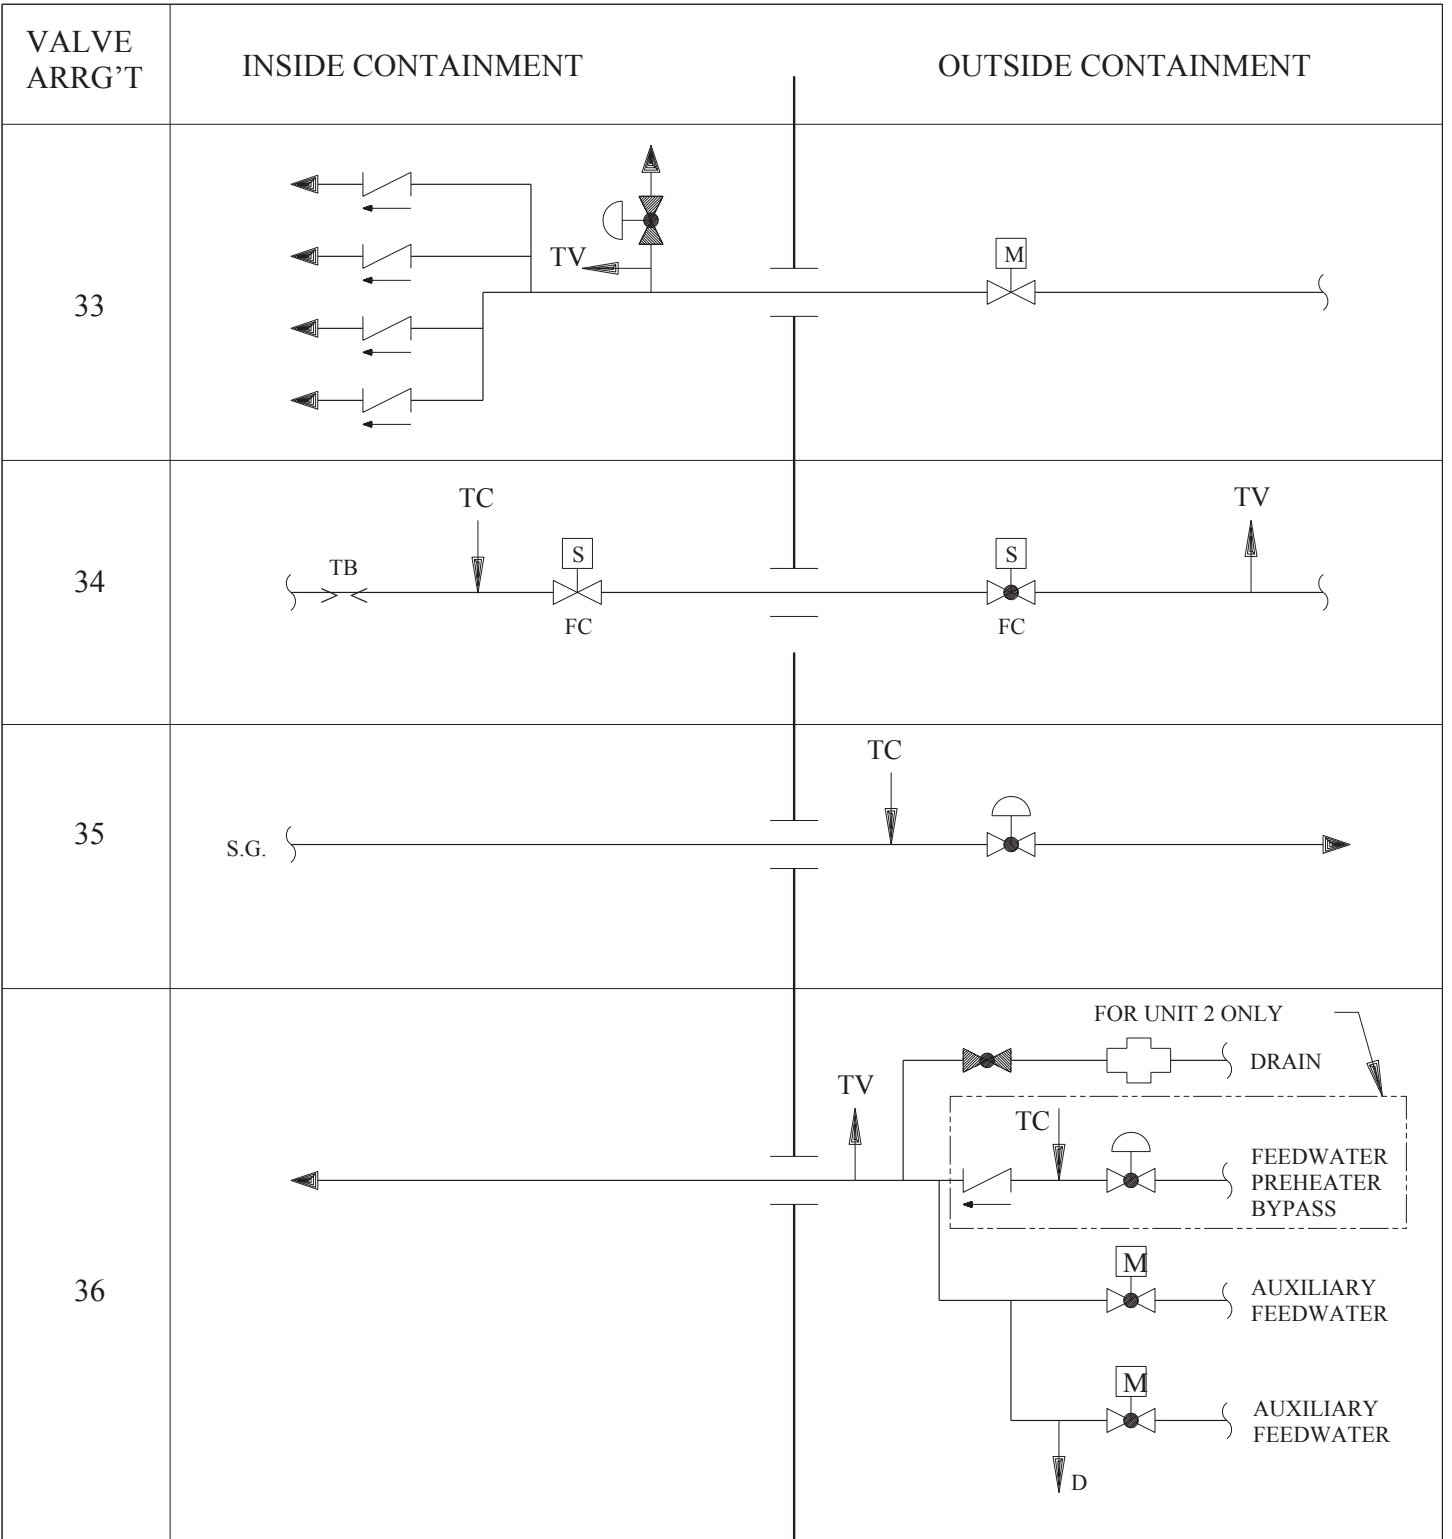 VALVE
ARRG'T
INSIDE CONTAINMENT
OUTSIDE CONTAINMENT
33
TV
M
34
TB
TC
S
FC
S
FC
TV
35
S.G.
TC
36
FOR UNIT 2 ONLY
DRAIN
TV
TC
FEEDWATER
PREHEATER
BYPASS
M
AUXILIARY
FEEDWATER
M
AUXILIARY
FEEDWATER
D